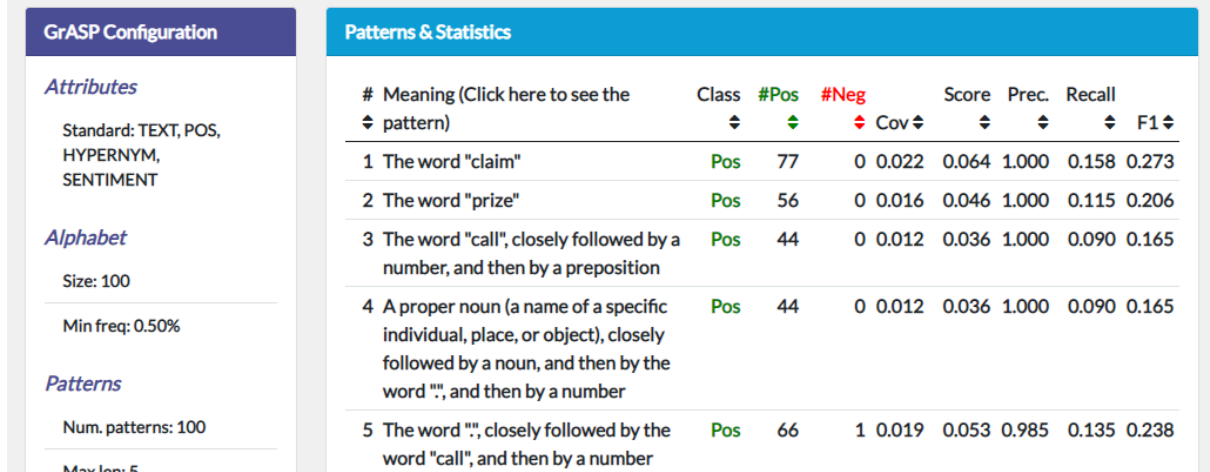 GrASP Configuration
Attributes
Standard: TEXT, POS,
HYPERNYM,
SENTIMENT
Alphabet
Size: 100
Min freq: 0.50%
Patterns
Num. patterns: 100
Max len: 5
Patterns & Statistics
# Meaning (Click here to see the pattern) Class #Pos #Neg Cov Score Prec. Recall F1
1 The word "claim" Pos 77 0 0.022 0.064 1.000 0.158 0.273
2 The word "prize" Pos 56 0 0.016 0.046 1.000 0.115 0.206
3 The word "call", closely followed by a Pos 44 0 0.012 0.036 1.000 0.090 0.165
number, and then by a preposition
4 A proper noun (a name of a specific Pos 44 0 0.012 0.036 1.000 0.090 0.165
individual, place, or object), closely
followed by a noun, and then by the
word ".", and then by a number
5 The word ".", closely followed by the Pos 66 1 0.019 0.053 0.985 0.135 0.238
word "call", and then by a number